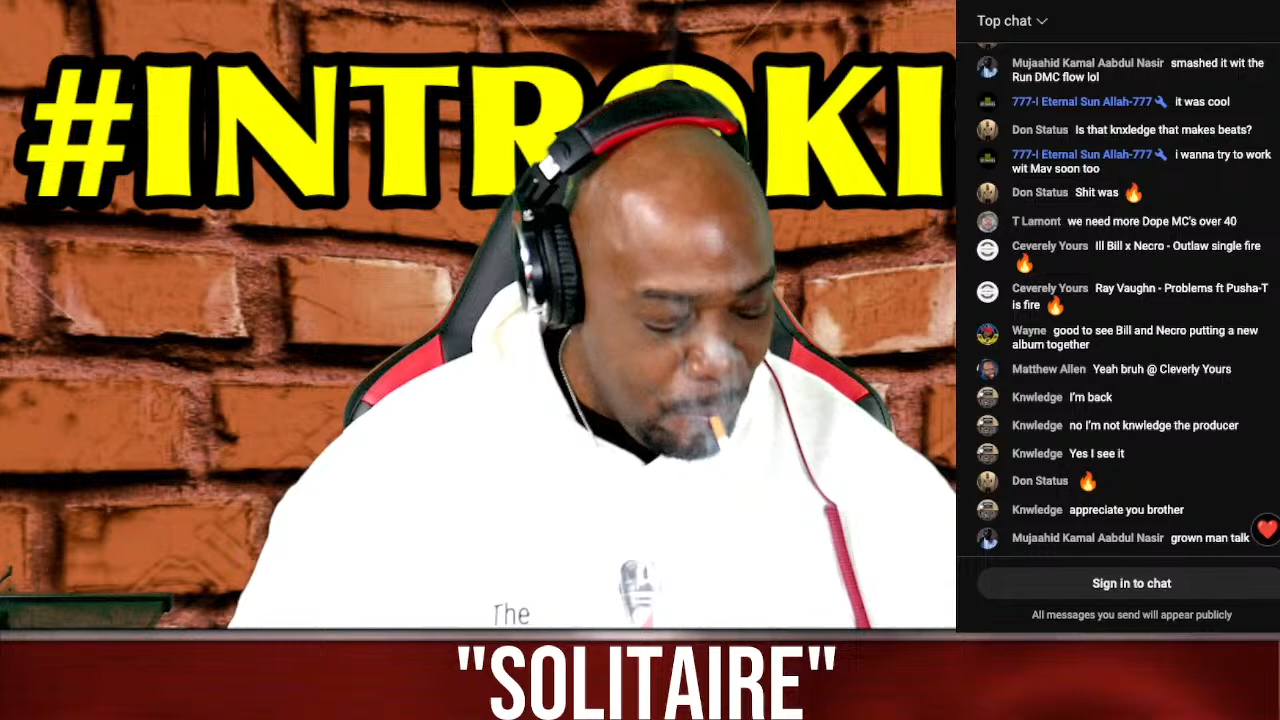 #INTROKI
Top chat
Mujaahid Kamal Aabdul Nasir smashed it wit the
Run DMC flow lol
777-I Eternal Sun Allah-777 it was cool
Don Status Is that knxledge that makes beats?
777-I Eternal Sun Allah-777 i wanna try to work
wit Mav soon too
Don Status Shit was 🔥
T Lamont we need more Dope MC's over 40
Ceverely Yours Ill Bill x Necro - Outlaw single fire
🔥
Ceverely Yours Ray Vaughn - Problems ft Pusha-T
is fire 🔥
Wayne good to see Bill and Necro putting a new
album together
Matthew Allen Yeah bruh @ Cleverly Yours
Knwledge I'm back
Knwledge no I'm not knwledge the producer
Knwledge Yes I see it
Don Status 🔥
Knwledge appreciate you brother
Mujaahid Kamal Aabdul Nasir grown man talk
Sign in to chat
All messages you send will appear publicly
The
"SOLITAIRE"